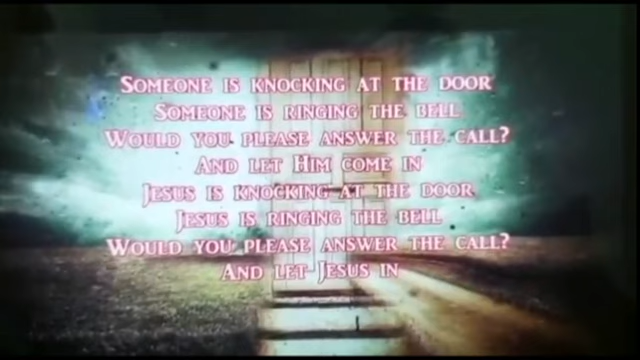 Someone is knocking at the door
Someone is ringing the bell
Would you please answer the call?
And let Him come in
Jesus is knocking at the door
Jesus is ringing the bell
Would you please answer the call?
And let Jesus in